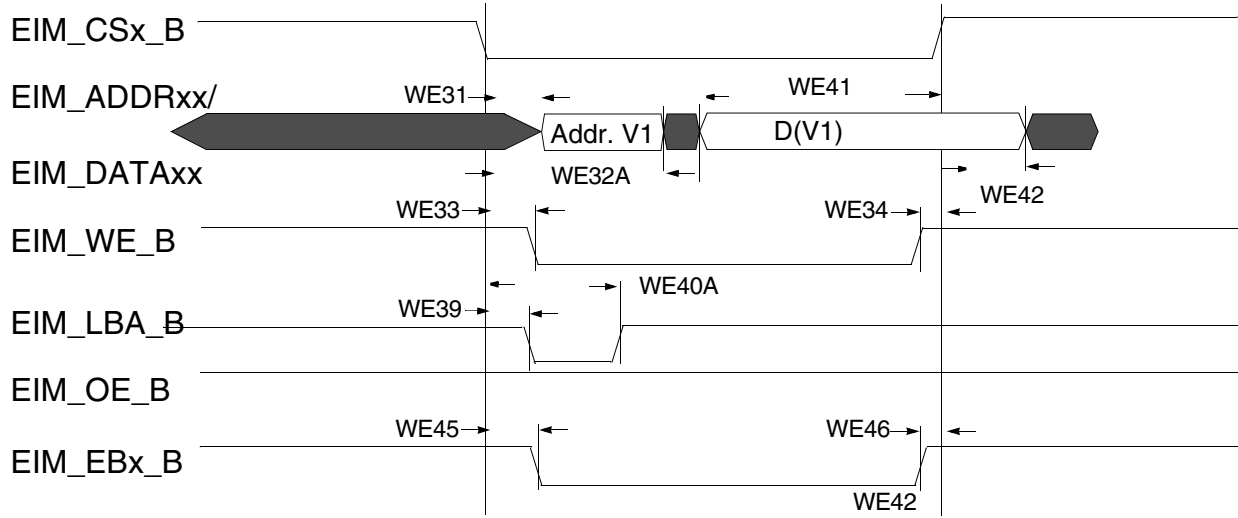 EIM_CSx_B
EIM_ADDRxx/
WE31
WE41
Addr. V1
D(V1)
EIM_DATAxx
WE32A
WE42
WE33
WE34
EIM_WE_B
WE40A
WE39
EIM_LBA_B
EIM_OE_B
WE45
WE46
EIM_EBx_B
WE42